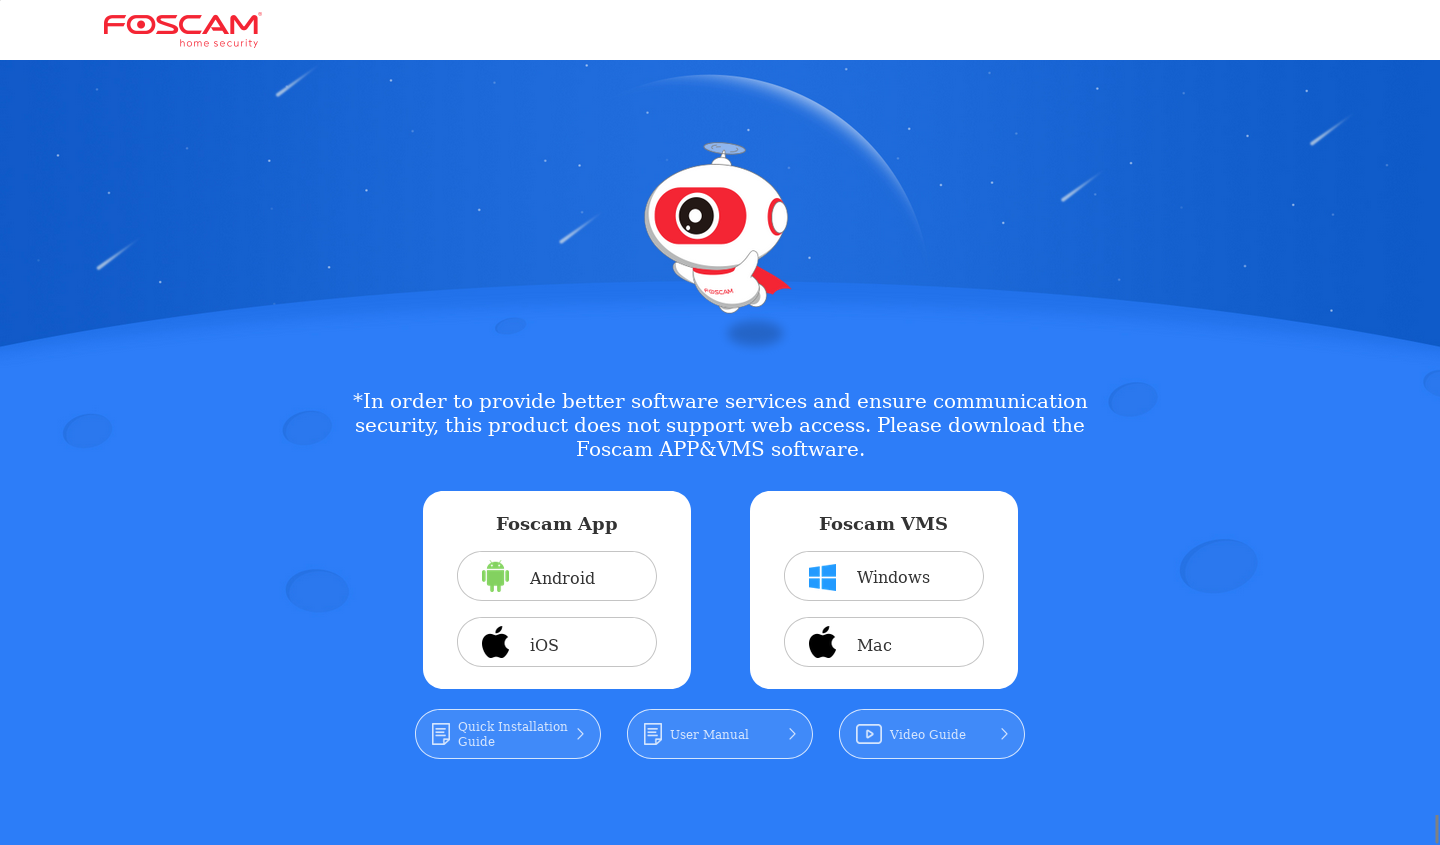 FOSCAM®
home security
FOSCAM
*In order to provide better software services and ensure communication
security, this product does not support web access. Please download the
Foscam APP&VMS software.
Foscam App
Android
iOS
Foscam VMS
Windows
Mac
Quick Installation
Guide
User Manual
Video Guide